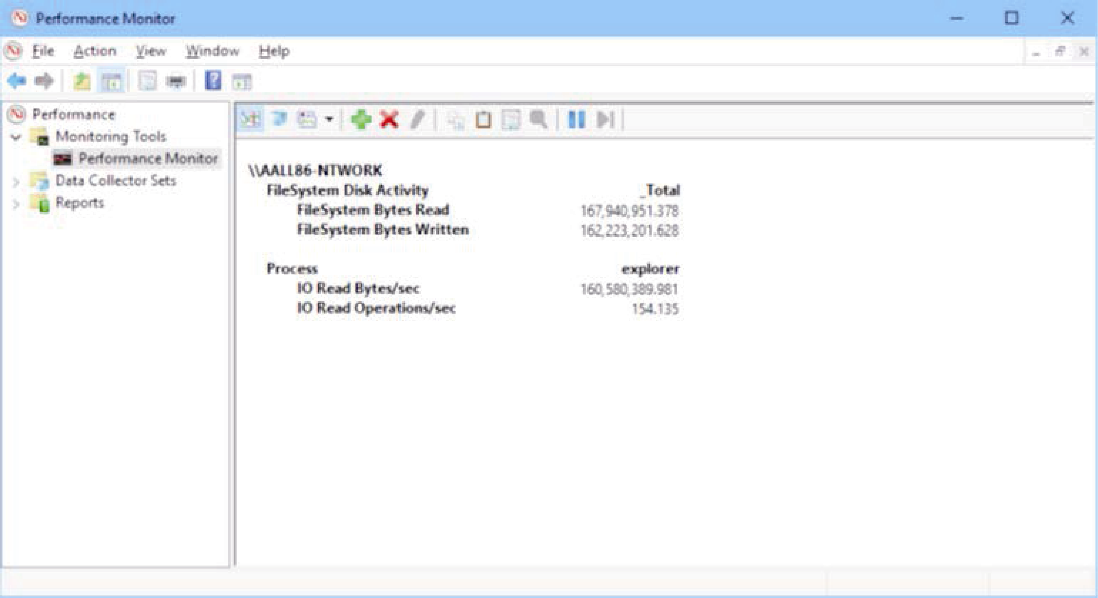 Performance Monitor
File Action View Window Help
Performance
Monitoring Tools
Performance Monitor
Data Collector Sets
Reports
\\AALL86-NTWORK
FileSystem Disk Activity _Total
FileSystem Bytes Read 167,940,951.378
FileSystem Bytes Written 162,223,201.628
Process explorer
IO Read Bytes/sec 160,580,389.981
IO Read Operations/sec 154.135